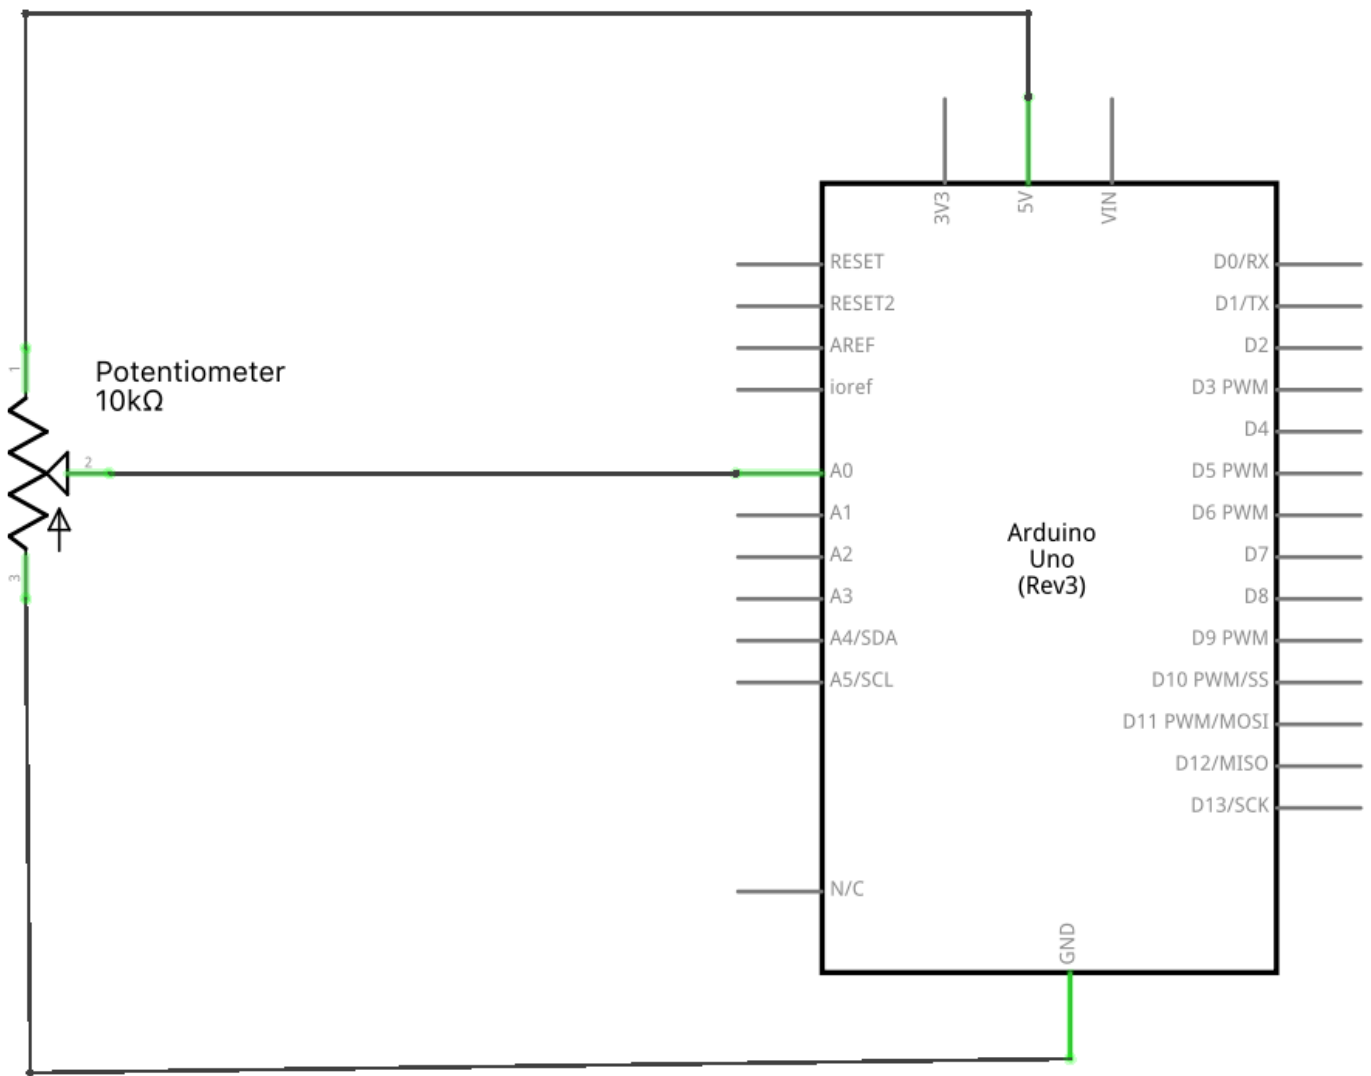 3V3
5V
VIN
RESET
D0/RX
RESET2
D1/TX
AREF
D2
1
Potentiometer
10kΩ
ioref
D3 PWM
D4
2
A0
D5 PWM
A1
D6 PWM
Arduino
Uno
(Rev3)
A2
D7
3
A3
D8
A4/SDA
D9 PWM
A5/SCL
D10 PWM/SS
D11 PWM/MOSI
D12/MISO
D13/SCK
N/C
GND